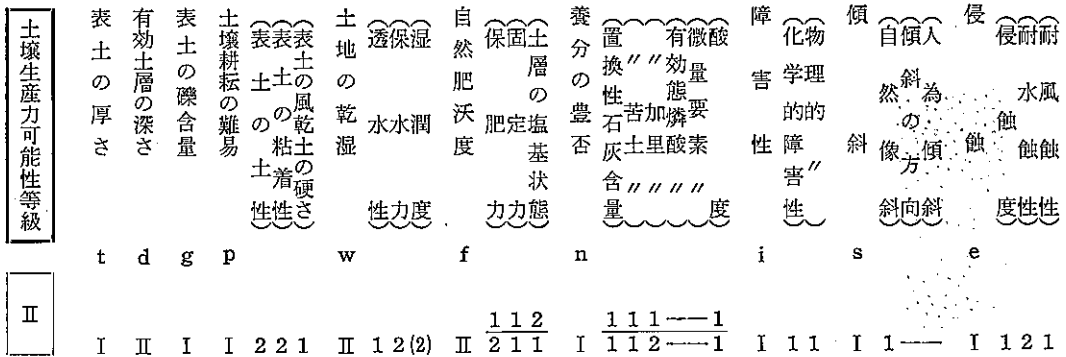 土壌生産力可能性等級
表土の厚さ
有効土層の深さ
表土の礫含量
土壌耕耘の難易
(表土の土性)
(表土の粘着性)
(表土の風乾土の硬さ)
土地の乾湿
(透水性)
(保水力)
(湿潤度)
自然肥沃度
(保肥力)
(固定力)
(土層の塩基状態)
養分の豊否
(置換性石灰含量)
(〃苦土〃)
(〃加里〃)
(有効態燐酸〃)
(微量要素〃)
(酸度)
障害性
(化学的障害性)
(物理的〃)
傾斜
(自然像斜)
(傾斜の方向)
(人為傾斜)
侵蝕
(侵蝕度)
(耐水蝕性)
(耐風蝕性)
t d g p w f n i s e
Ⅱ
1 1 2 1 1 1 — — 1
Ⅰ Ⅱ Ⅰ Ⅰ 2 2 1 Ⅱ 1 2 (2) Ⅱ 2 1 1 Ⅰ 1 1 2 — — 1 Ⅰ 1 1 Ⅰ 1 — — Ⅰ 1 2 1